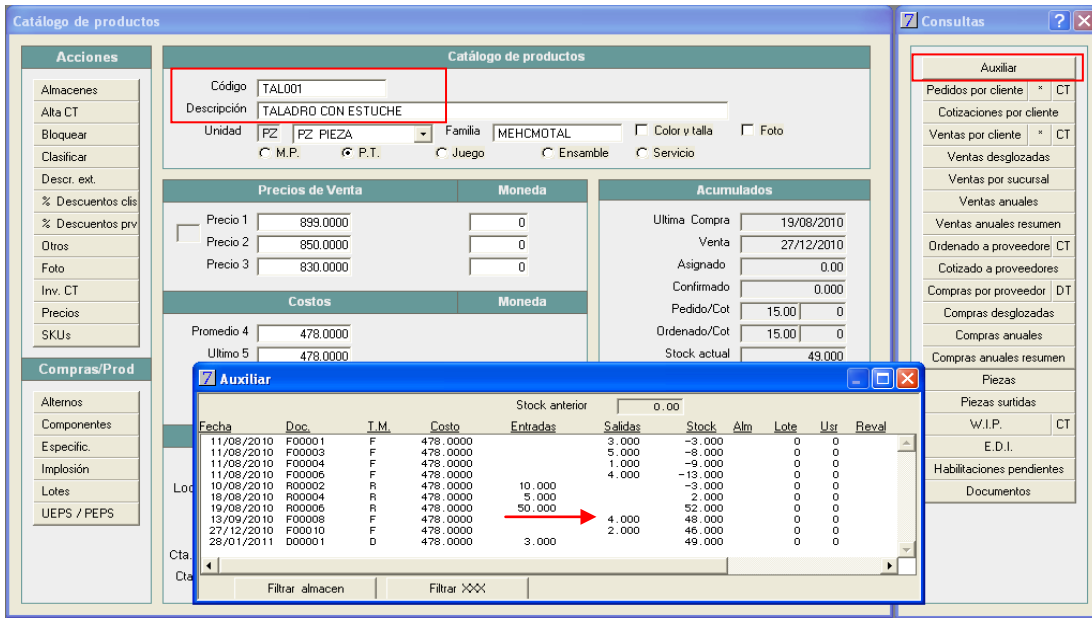 Catálogo de productos
Acciones
Almacenes
Alta CT
Bloquear
Clasificar
Descr. ext.
% Descuentos clis
% Descuentos prv
Otros
Foto
Inv. CT
Precios
SKUs
Compras/Prod
Alternos
Componentes
Especific.
Implosión
Lotes
UEPS / PEPS
Catálogo de productos
Código TAL001
Descripción TALADRO CON ESTUCHE
Unidad PZ PZ PIEZA Familia MEHCMOTAL Color y talla Foto
M.P. P.T. Juego Ensamble Servicio
Precios de Venta Moneda
Precio 1 899.0000 0
Precio 2 850.0000 0
Precio 3 830.0000 0
Costos Moneda
Promedio 4 478.0000
Ultimo 5 478.0000
Acumulados
Ultima Compra 19/08/2010
Venta 27/12/2010
Asignado 0.00
Confirmado 0.000
Pedido/Cot 15.00 0
Ordenado/Cot 15.00 0
Stock actual 49.000
Loc
Cta.
Cta
7 Auxiliar
Stock anterior 0.00
Fecha Doc. T.M. Costo Entradas Salidas Stock Alm Lote Usr Reval
11/08/2010 F00001 F 478.0000 3.000 -3.000 0 0
11/08/2010 F00003 F 478.0000 5.000 -8.000 0 0
11/08/2010 F00004 F 478.0000 1.000 -9.000 0 0
11/08/2010 F00006 F 478.0000 4.000 -13.000 0 0
10/08/2010 R00002 R 478.0000 10.000 -3.000 0 0
18/08/2010 R00004 R 478.0000 5.000 2.000 0 0
19/08/2010 R00006 R 478.0000 50.000 52.000 0 0
13/09/2010 F00008 F 478.0000 4.000 48.000 0 0
27/12/2010 F00010 F 478.0000 2.000 46.000 0 0
28/01/2011 D00001 D 478.0000 3.000 49.000 0 0
Filtrar almacen Filtrar XXX
7 Consultas ? X
Auxiliar
Pedidos por cliente * CT
Cotizaciones por cliente
Ventas por cliente * CT
Ventas desglozadas
Ventas por sucursal
Ventas anuales
Ventas anuales resumen
Ordenado a proveedore CT
Cotizado a proveedores
Compras por proveedor DT
Compras desglozadas
Compras anuales
Compras anuales resumen
Piezas
Piezas surtidas
W.I.P. CT
E.D.I.
Habilitaciones pendientes
Documentos